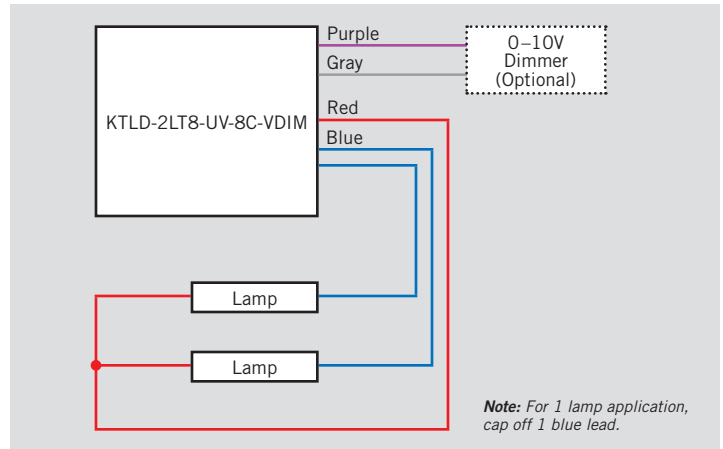 Purple
Gray
0–10V
Dimmer
(Optional)
KTLD-2LT8-UV-8C-VDIM
Red
Blue
Lamp
Lamp
Note: For 1 lamp application,
cap off 1 blue lead.